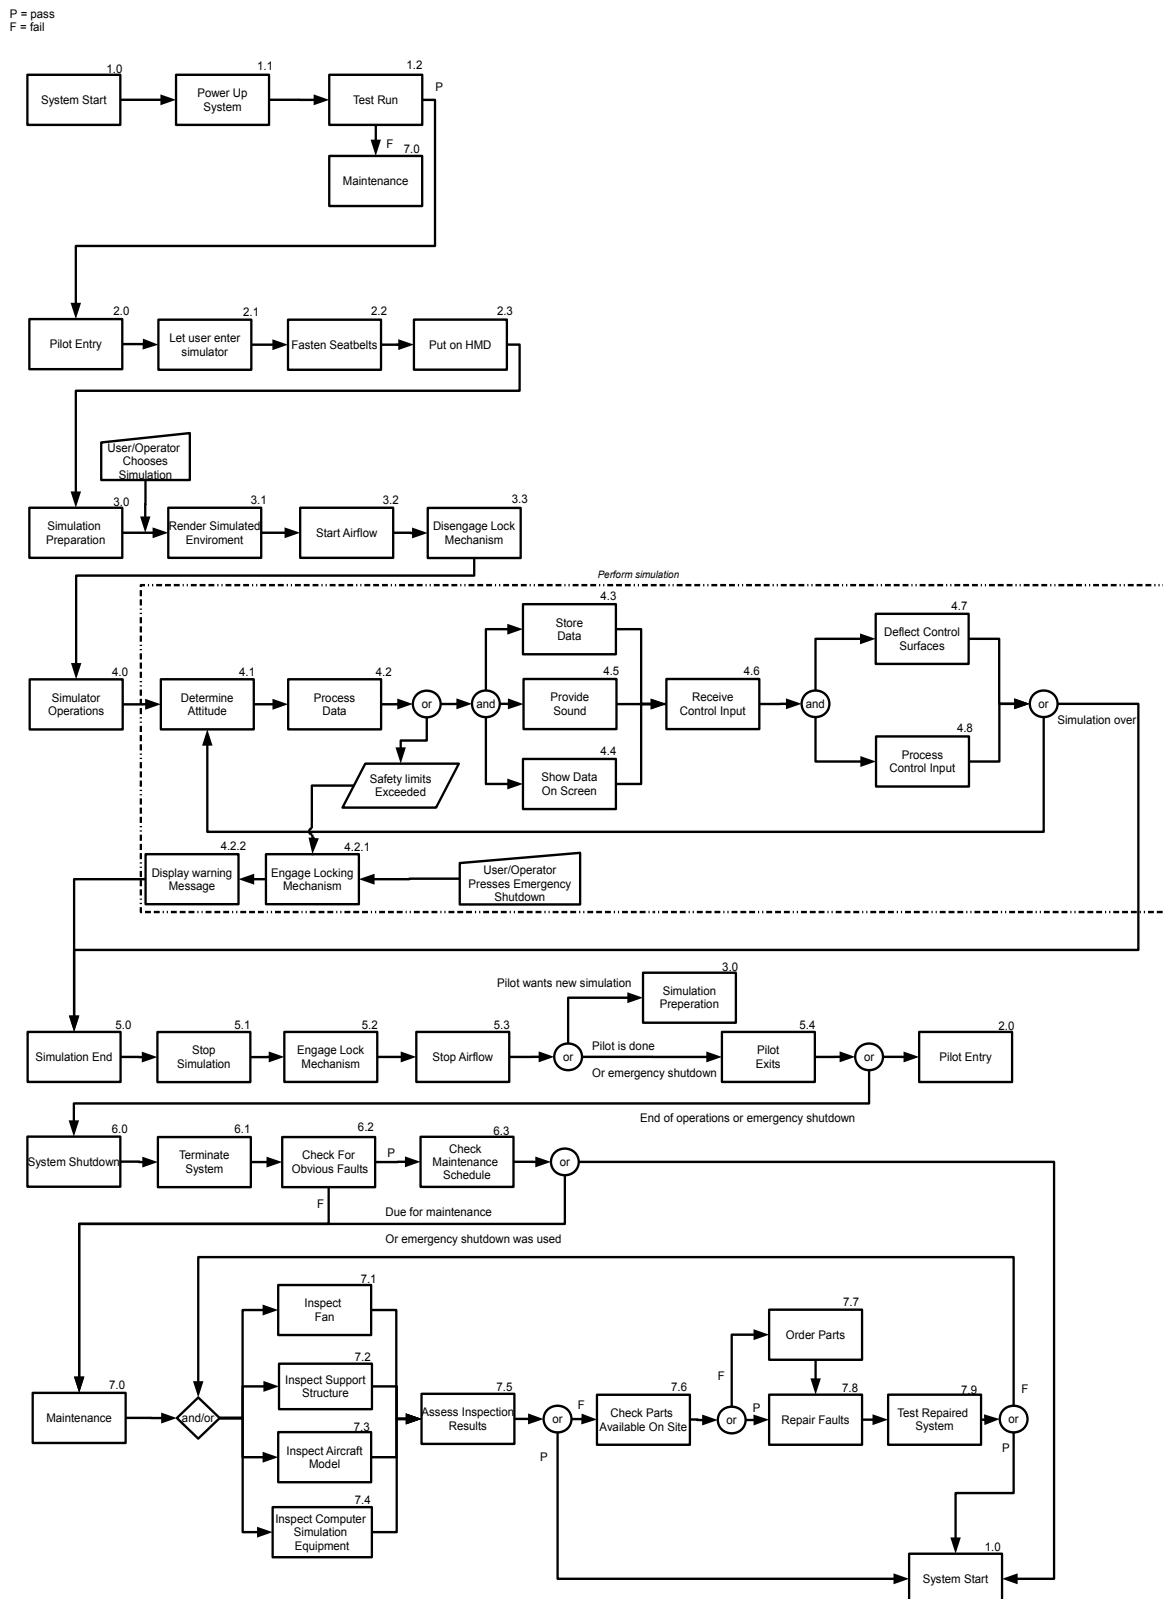 P = pass
F = fail
1.0
System Start
1.1
Power Up
System
1.2
Test Run
P
F
7.0
Maintenance
2.0
Pilot Entry
2.1
Let user enter
simulator
2.2
Fasten Seatbelts
2.3
Put on HMD
User/Operator
Chooses
Simulation
3.0
Simulation
Preparation
3.1
Render Simulated
Enviroment
3.2
Start Airflow
3.3
Disengage Lock
Mechanism
Perform simulation
4.0
Simulator
Operations
4.1
Determine
Attitude
4.2
Process
Data
or
and
4.3
Store
Data
4.5
Provide
Sound
4.4
Show Data
On Screen
4.6
Receive
Control Input
and
4.7
Deflect Control
Surfaces
4.8
Process
Control Input
or
Simulation over
Safety limits
Exceeded
4.2.2
Display warning
Message
4.2.1
Engage Locking
Mechanism
User/Operator
Presses Emergency
Shutdown
5.0
Simulation End
5.1
Stop
Simulation
5.2
Engage Lock
Mechanism
5.3
Stop Airflow
or
Pilot wants new simulation
3.0
Simulation
Preperation
Pilot is done
Or emergency shutdown
5.4
Pilot
Exits
or
2.0
Pilot Entry
End of operations or emergency shutdown
6.0
System Shutdown
6.1
Terminate
System
6.2
Check For
Obvious Faults
P
F
6.3
Check
Maintenance
Schedule
or
Due for maintenance
Or emergency shutdown was used
7.0
Maintenance
and/or
7.1
Inspect
Fan
7.2
Inspect Support
Structure
7.3
Inspect Aircraft
Model
7.4
Inspect Computer
Simulation
Equipment
7.5
Assess Inspection
Results
or
F
P
7.6
Check Parts
Available On Site
or
F
P
7.7
Order Parts
7.8
Repair Faults
7.9
Test Repaired
System
or
F
P
1.0
System Start